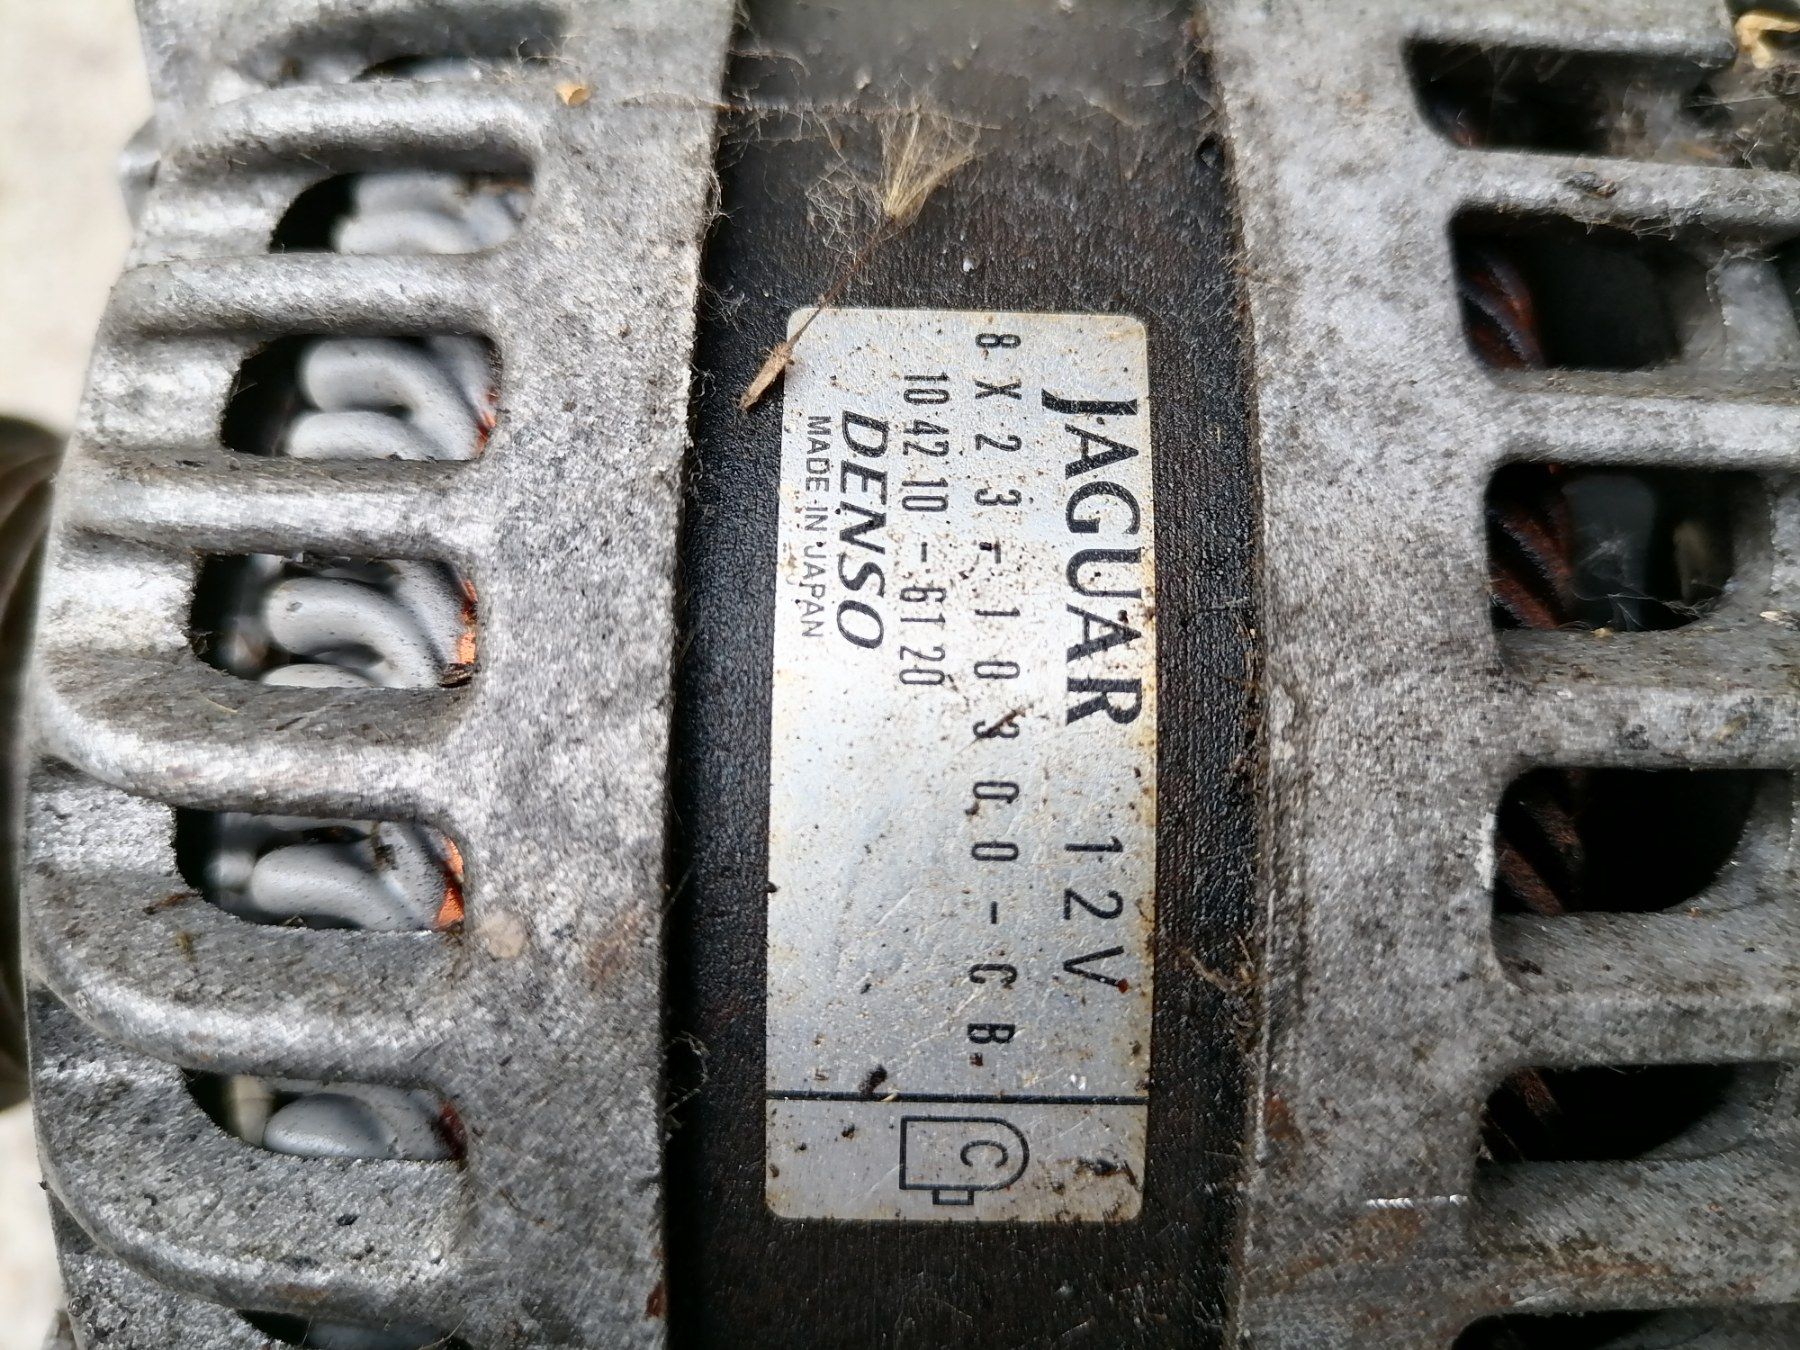 JAGUAR 12V
8X23-10300-CB
104210-6120
DENSO
MADE IN JAPAN
C